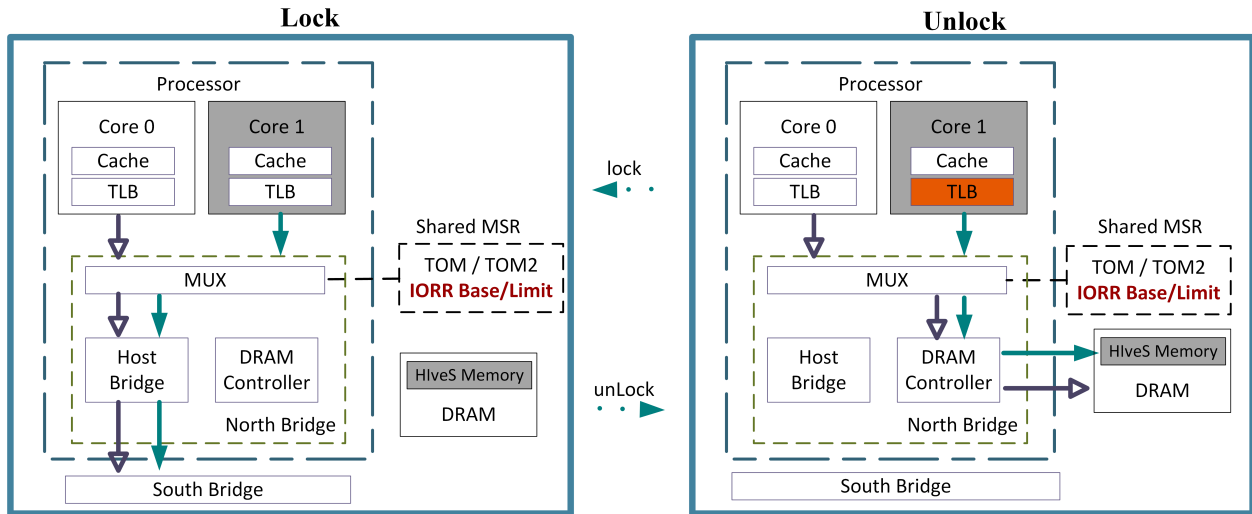 Lock
Processor
Core 0
Core 1
Cache
Cache
TLB
TLB
Shared MSR
TOM / TOM2
IORR Base/Limit
MUX
Host
Bridge
DRAM
Controller
North Bridge
HIveS Memory
DRAM
South Bridge
lock
unLock
Unlock
Processor
Core 0
Core 1
Cache
Cache
TLB
TLB
Shared MSR
TOM / TOM2
IORR Base/Limit
MUX
Host
Bridge
DRAM
Controller
North Bridge
HIveS Memory
DRAM
South Bridge